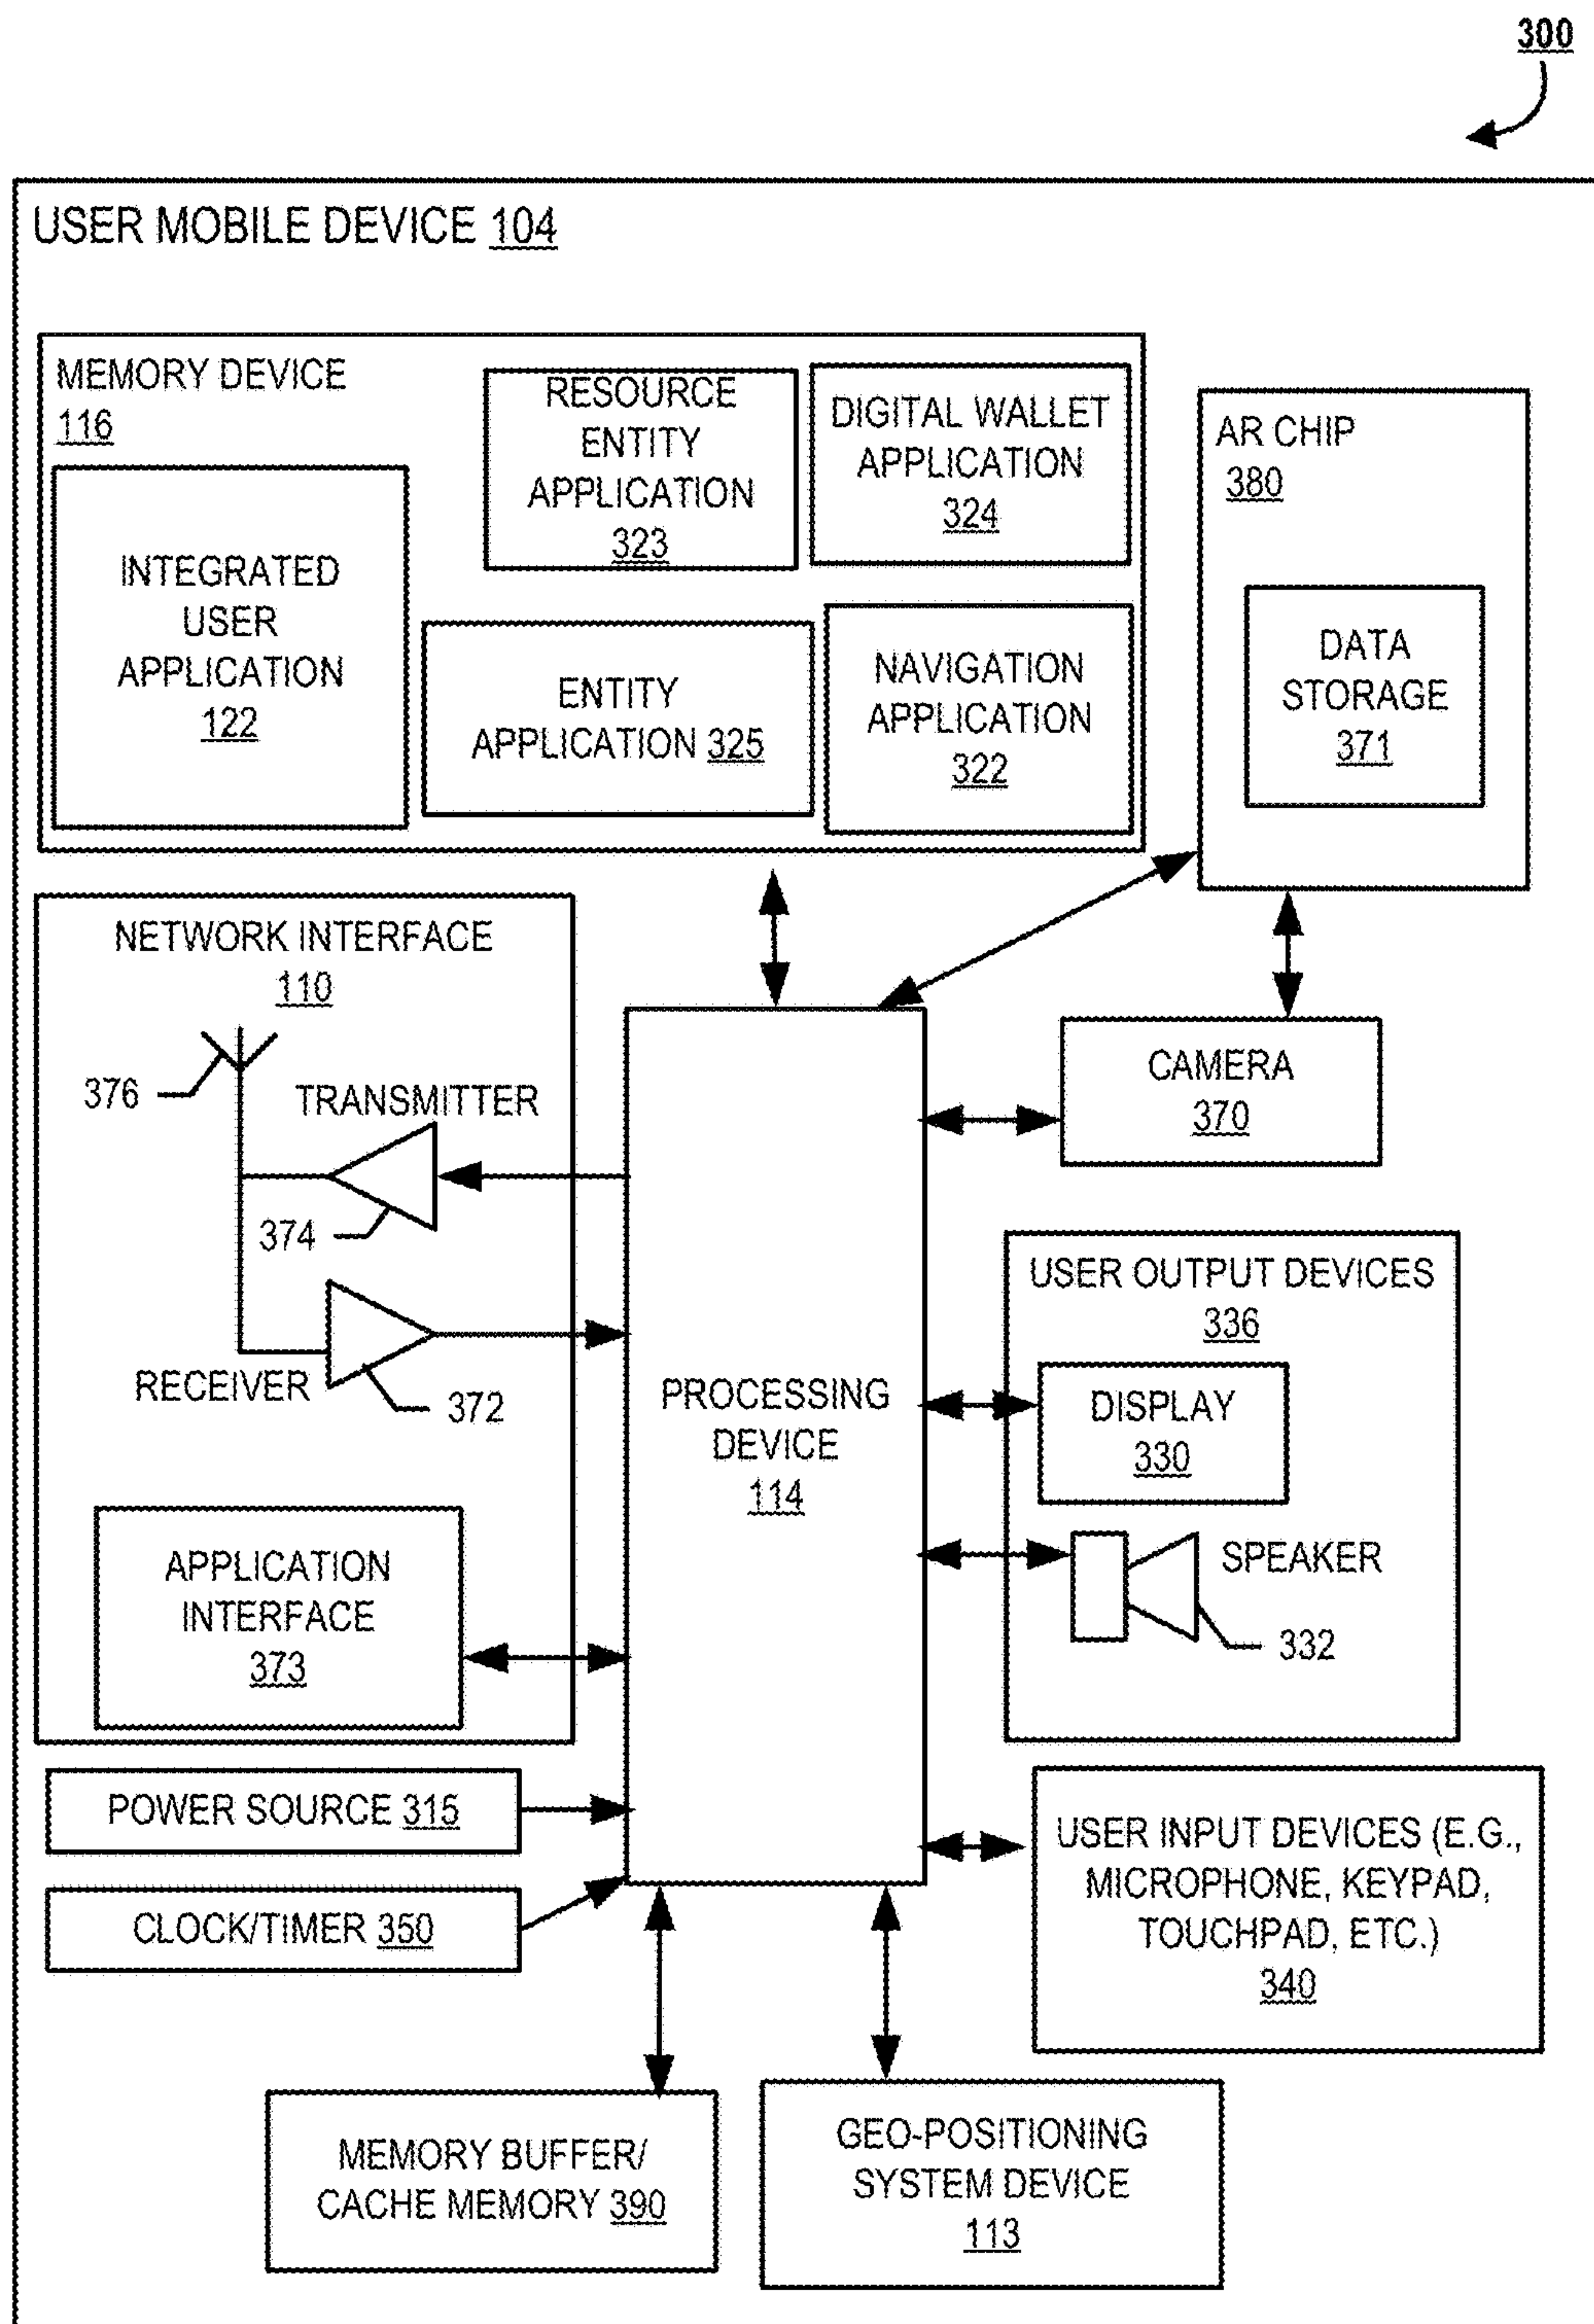 300
USER MOBILE DEVICE 104
MEMORY DEVICE
116
INTEGRATED
USER
APPLICATION
122
RESOURCE
ENTITY
APPLICATION
323
DIGITAL WALLET
APPLICATION
324
ENTITY
APPLICATION 325
NAVIGATION
APPLICATION
322
AR CHIP
380
DATA
STORAGE
371
NETWORK INTERFACE
110
376
TRANSMITTER
374
RECEIVER
372
APPLICATION
INTERFACE
373
PROCESSING
DEVICE
114
CAMERA
370
USER OUTPUT DEVICES
336
DISPLAY
330
SPEAKER
332
POWER SOURCE 315
CLOCK/TIMER 350
USER INPUT DEVICES (E.G.,
MICROPHONE, KEYPAD,
TOUCHPAD, ETC.)
340
MEMORY BUFFER/
CACHE MEMORY 390
GEO-POSITIONING
SYSTEM DEVICE
113